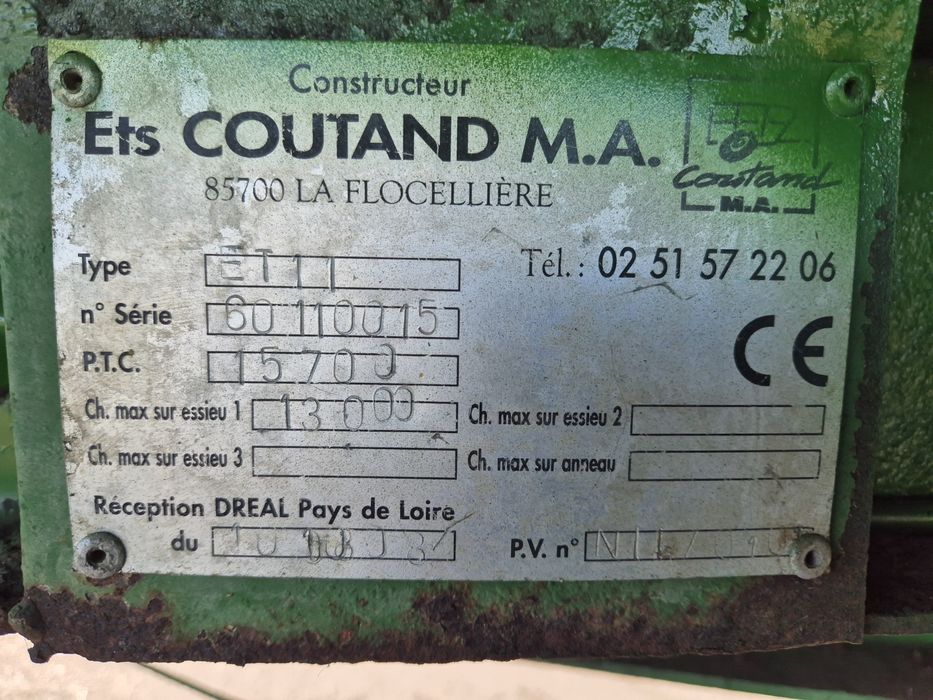 Constructeur
Ets COUTAND M.A.
Coutand
M.A.
85700 LA FLOCELLIÈRE
Type ET11 Tél. : 02 51 57 22 06
n° Série 60110015
P.T.C. 15700 CE
Ch. max sur essieu 1 13000 Ch. max sur essieu 2
Ch. max sur essieu 3 Ch. max sur anneau
Réception DREAL Pays de Loire
du P.V. n°